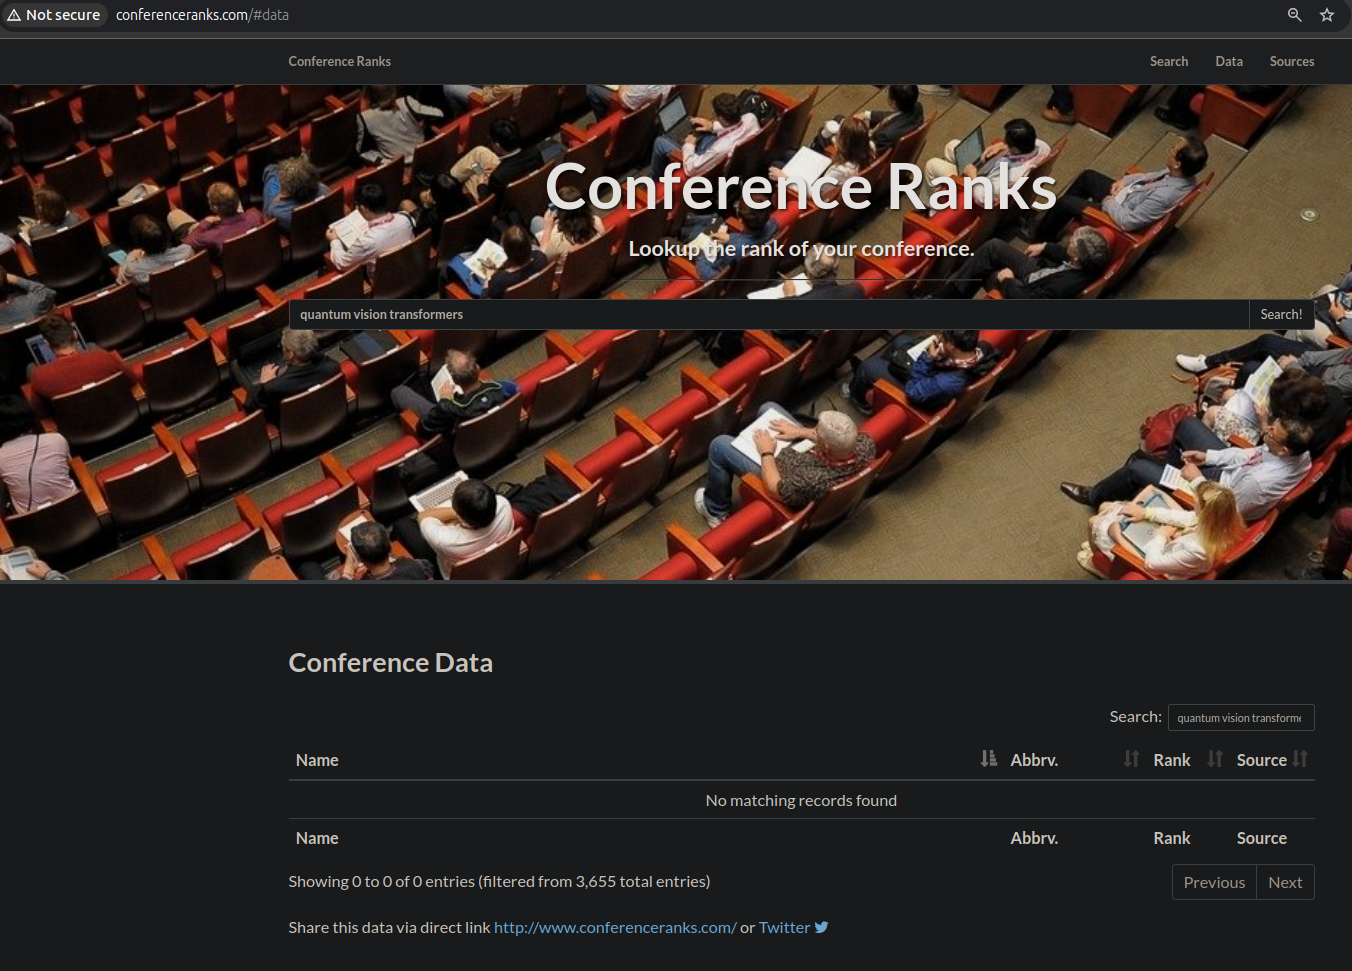 Not secure conferenceranks.com/#data
Conference Ranks Search Data Sources
Conference Ranks
Lookup the rank of your conference.
quantum vision transformers Search!
Conference Data
Search: quantum vision transforme
Name Abbrv. Rank Source
No matching records found
Name Abbrv. Rank Source
Showing 0 to 0 of 0 entries (filtered from 3,655 total entries) Previous Next
Share this data via direct link http://www.conferenceranks.com/ or Twitter